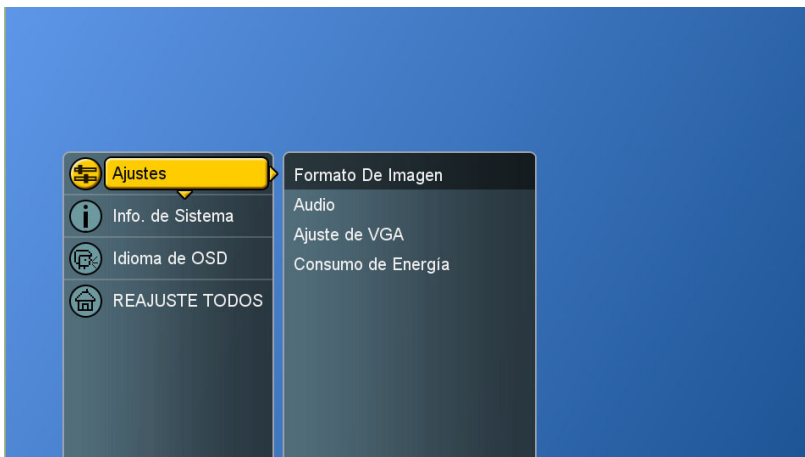 Ajustes
Info. de Sistema
Idioma de OSD
REAJUSTE TODOS
Formato De Imagen
Audio
Ajuste de VGA
Consumo de Energía